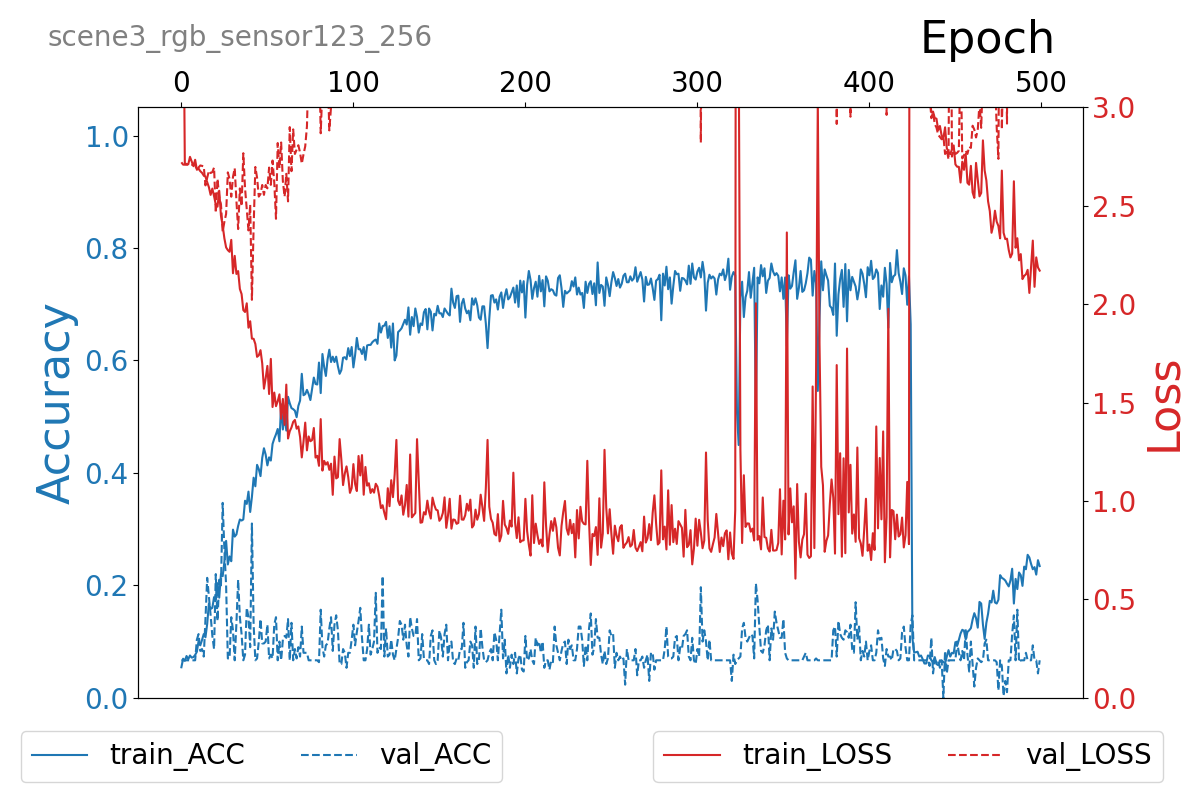 scene3_rgb_sensor123_256
Epoch
0 100 200 300 400 500
1.0
0.8
0.6
0.4
0.2
0.0
Accuracy
3.0
2.5
2.0
1.5
1.0
0.5
0.0
Loss
train_ACC val_ACC
train_LOSS val_LOSS